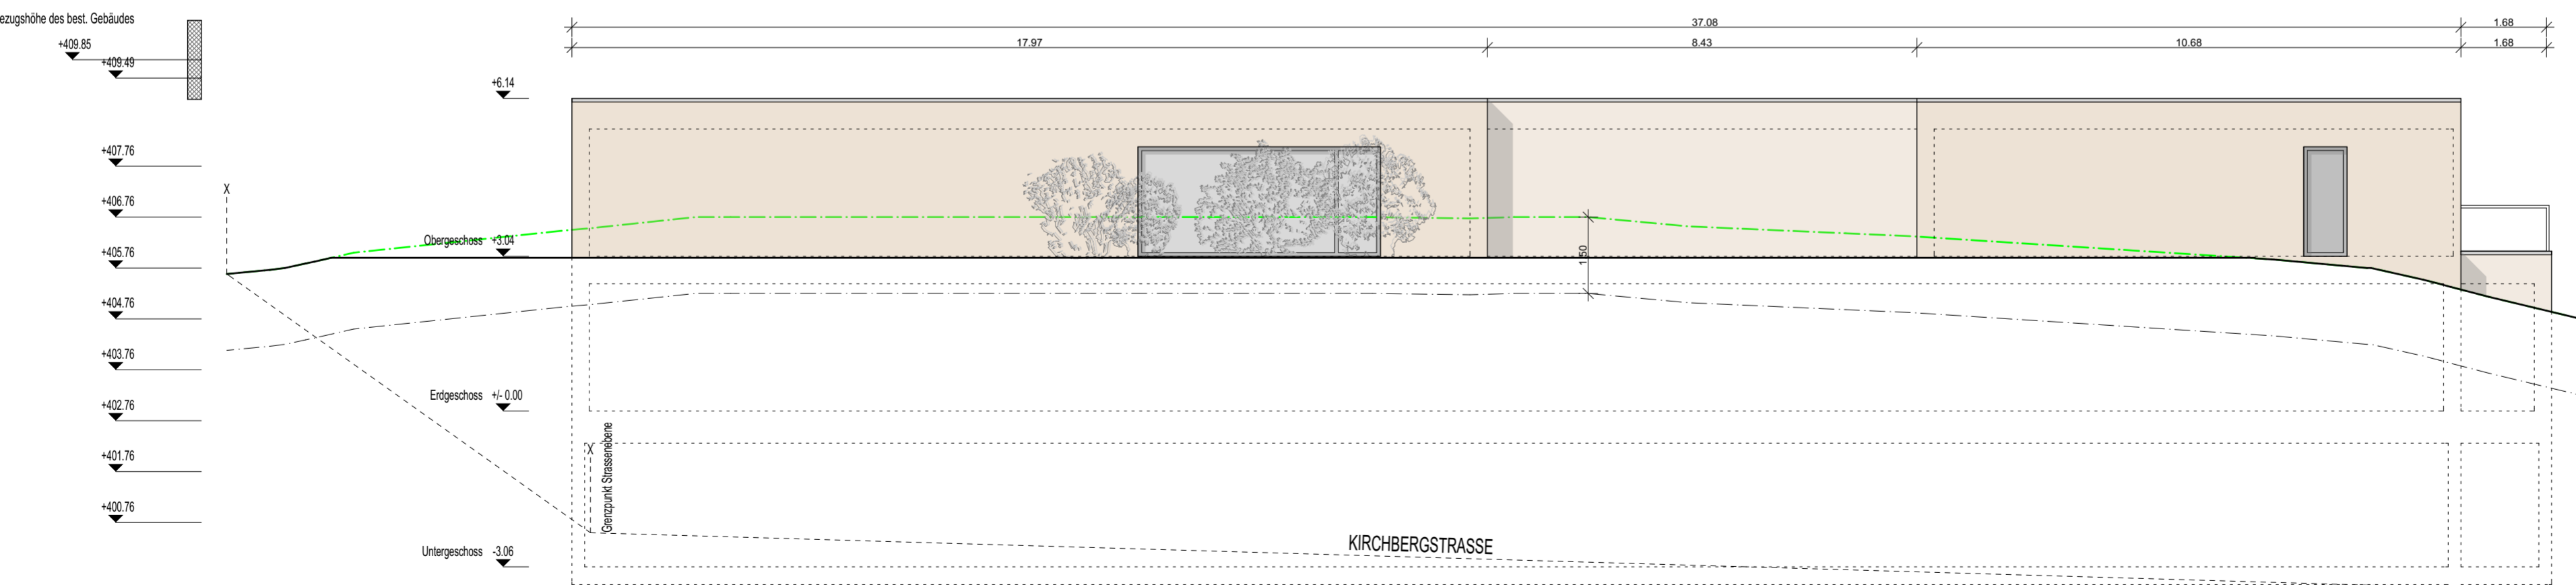 ezugshöhe des best. Gebäudes
37.08
1.68
+409.85
17.97
8.43
10.68
1.68
+409.49
+6.14
+407.76
X
+406.76
Obergeschoss +3.04
+405.76
1.50
+404.76
+403.76
Erdgeschoss +/- 0.00
+402.76
X
Grenzpunkt Strassenebene
+401.76
+400.76
KIRCHBERGSTRASSE
Untergeschoss -3.06